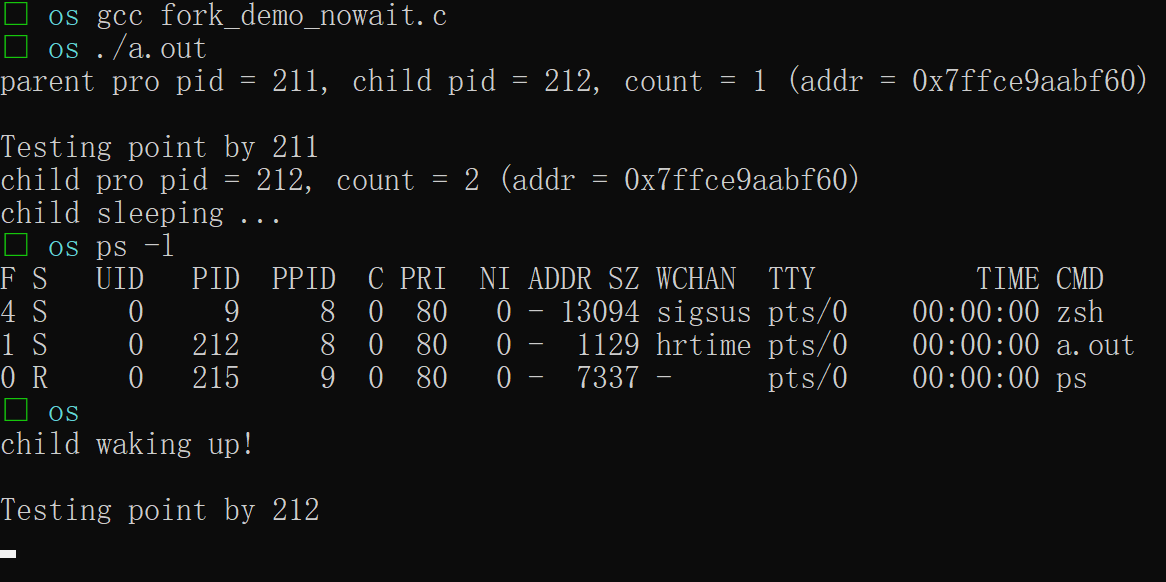 os gcc fork_demo_nowait.c
os ./a.out
parent pro pid = 211, child pid = 212, count = 1 (addr = 0x7ffce9aabf60)
Testing point by 211
child pro pid = 212, count = 2 (addr = 0x7ffce9aabf60)
child sleeping ...
os ps -l
F S   UID   PID  PPID  C PRI  NI ADDR SZ WCHAN  TTY          TIME CMD
4 S     0     9     8  0  80   0 - 13094 sigsus pts/0    00:00:00 zsh
1 S     0   212     8  0  80   0 -  1129 hrtime pts/0    00:00:00 a.out
0 R     0   215     9  0  80   0 -  7337 -      pts/0    00:00:00 ps
os
child waking up!
Testing point by 212